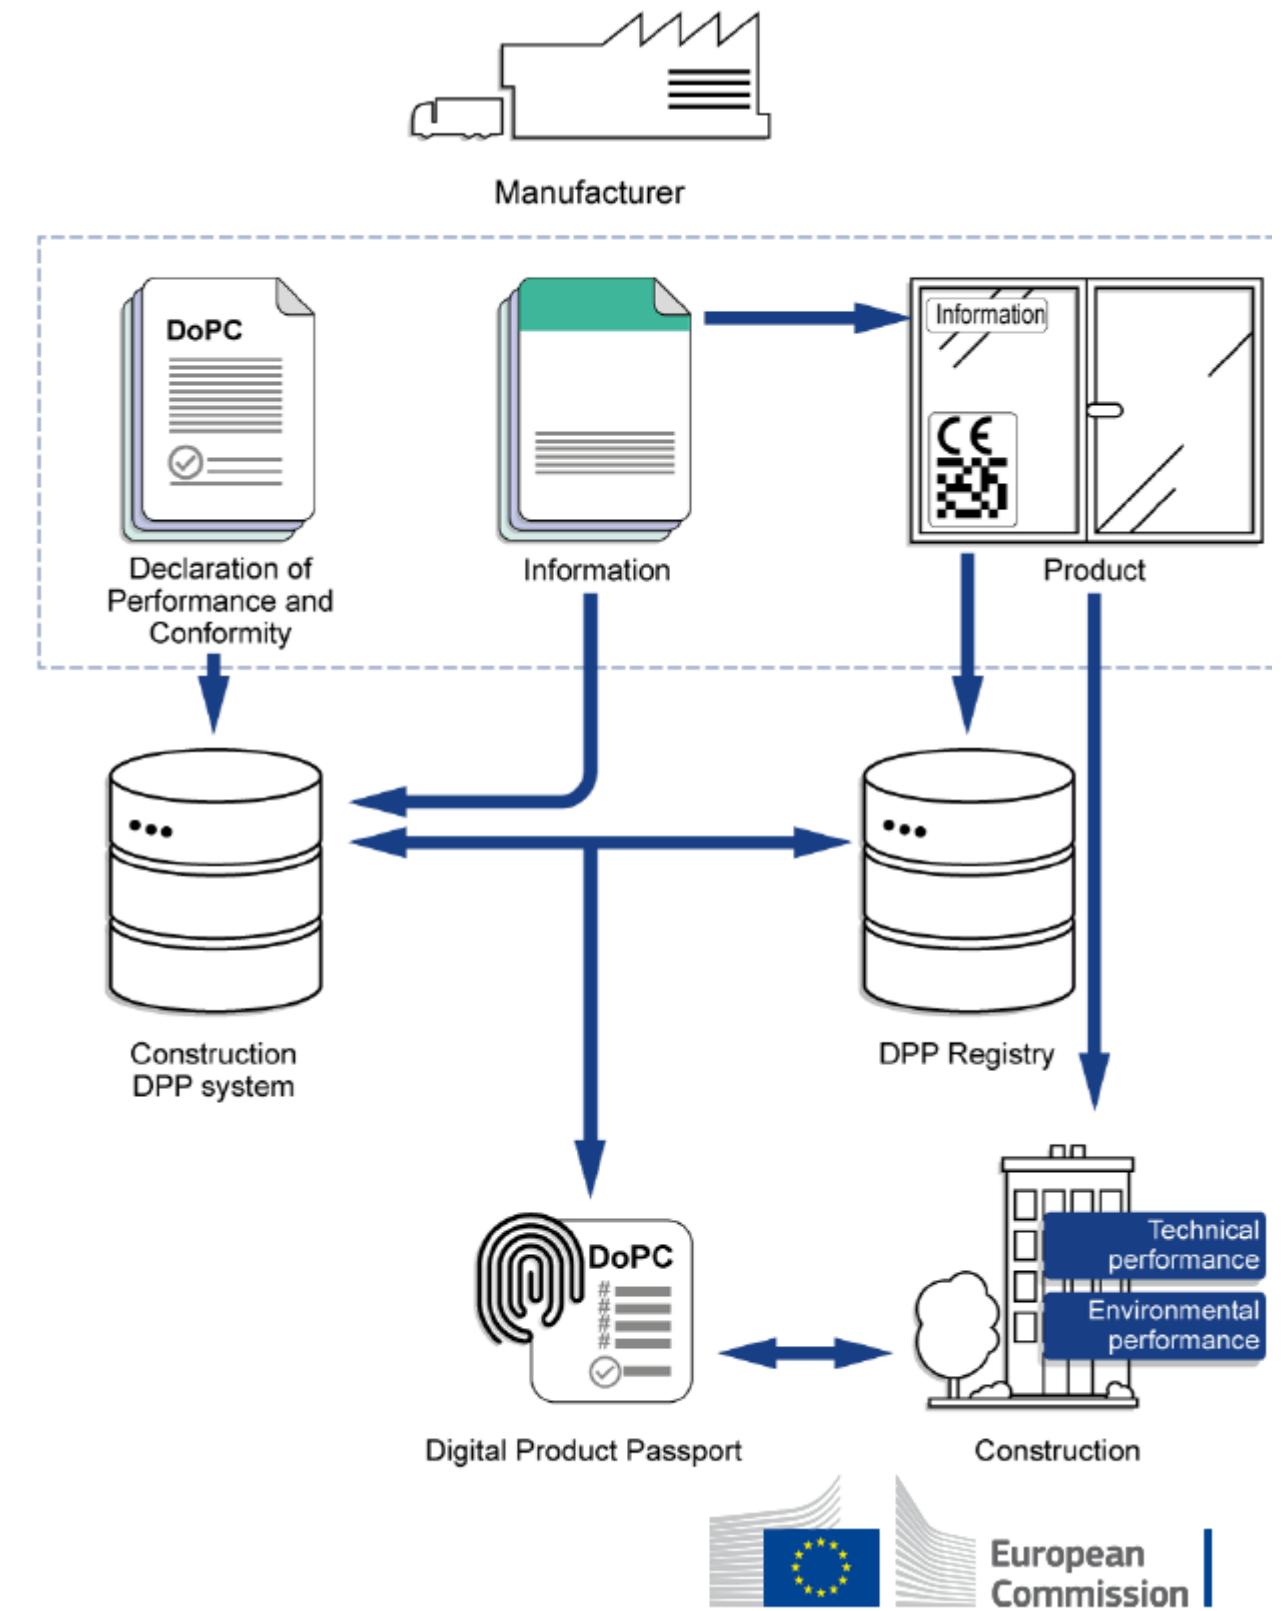 Manufacturer
DoPC
Information
Declaration of
Performance and
Conformity
Information
Product
CE
Construction
DPP system
DPP Registry
DoPC
#
#
#
#
Technical
performance
Environmental
performance
Digital Product Passport
Construction
European
Commission